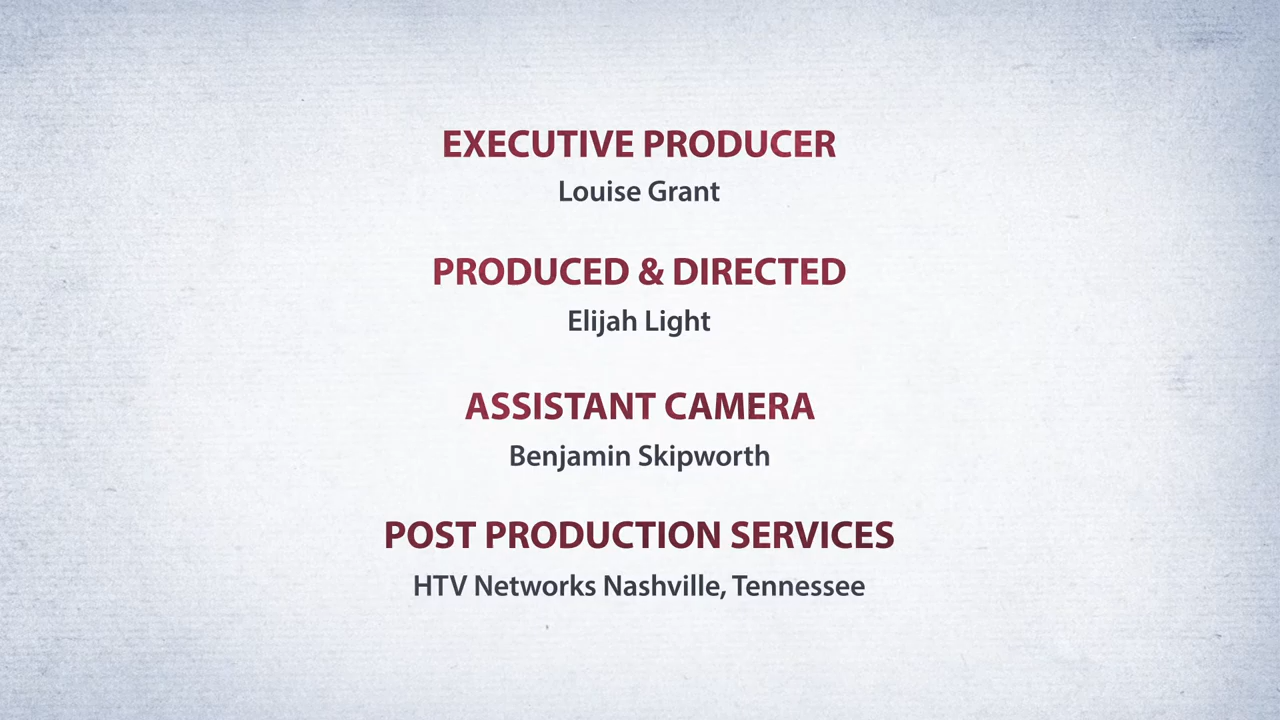 EXECUTIVE PRODUCER
Louise Grant
PRODUCED & DIRECTED
Elijah Light
ASSISTANT CAMERA
Benjamin Skipworth
POST PRODUCTION SERVICES
HTV Networks Nashville, Tennessee